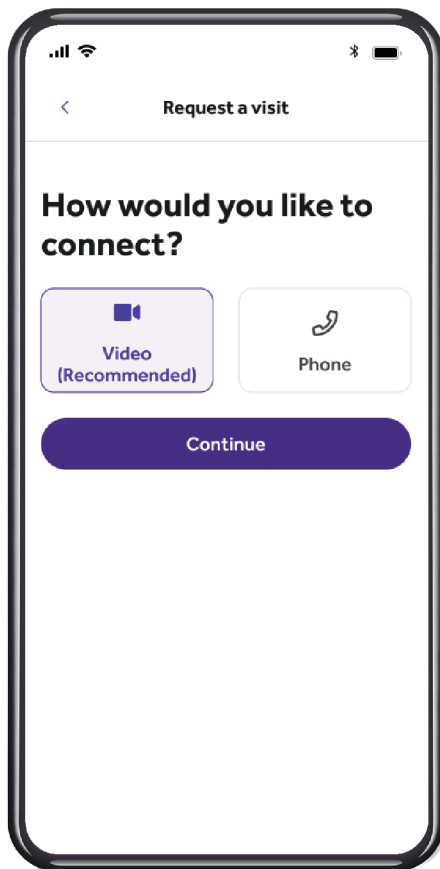 Request a visit
How would you like to
connect?
Video
(Recommended)
Phone
Continue